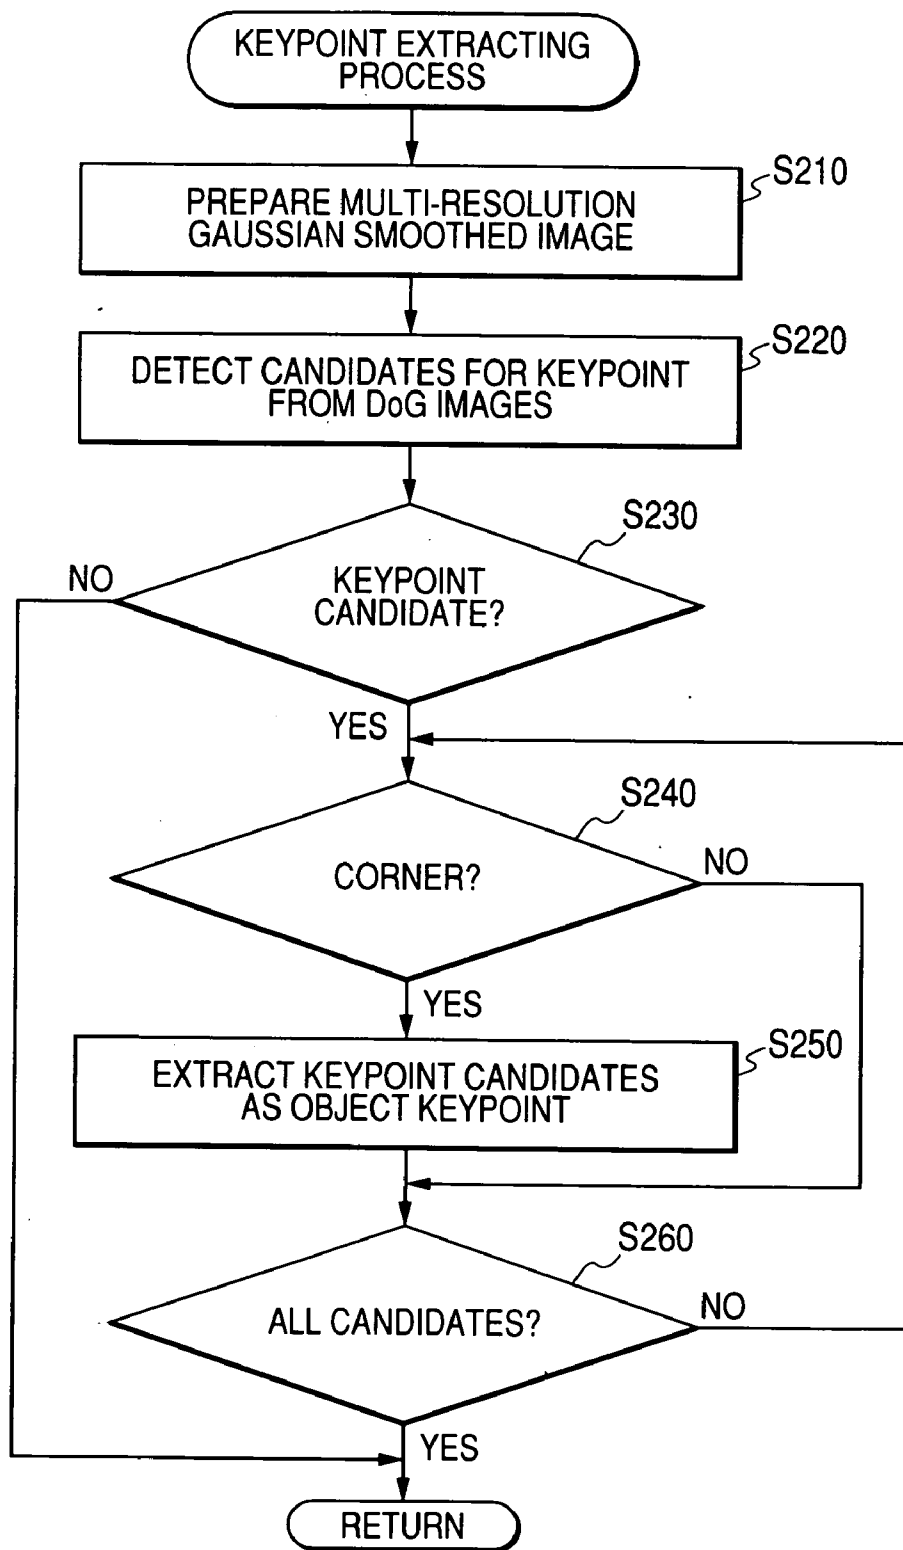 KEYPOINT EXTRACTING
PROCESS
S210
PREPARE MULTI-RESOLUTION
GAUSSIAN SMOOTHED IMAGE
S220
DETECT CANDIDATES FOR KEYPOINT
FROM DoG IMAGES
S230
NO
KEYPOINT
CANDIDATE?
YES
S240
NO
CORNER?
YES
S250
EXTRACT KEYPOINT CANDIDATES
AS OBJECT KEYPOINT
S260
NO
ALL CANDIDATES?
YES
RETURN